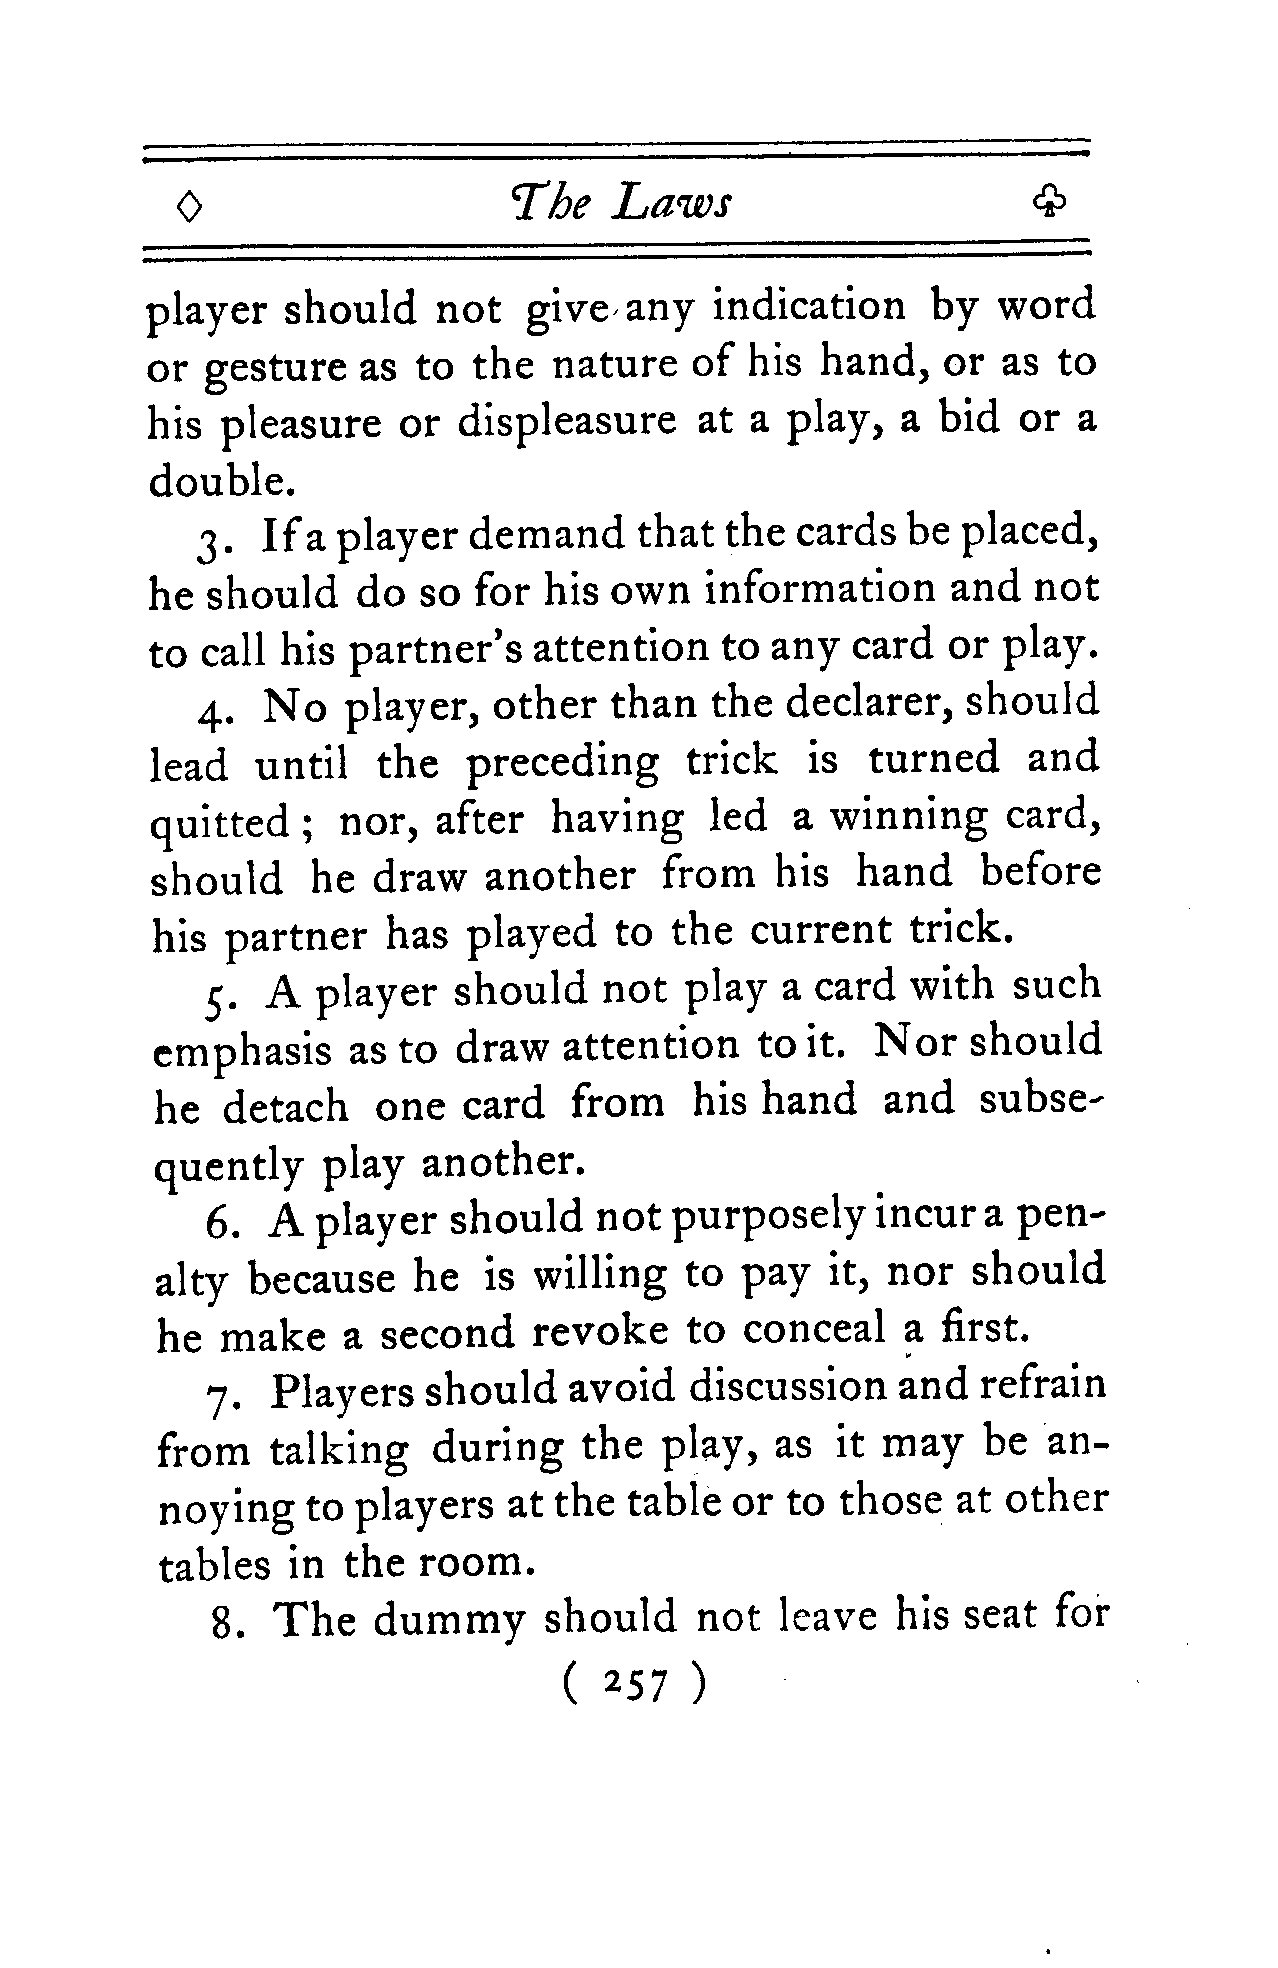 The Laws
player should not give any indication by word
or gesture as to the nature of his hand, or as to
his pleasure or displeasure at a play, a bid or a
double.
3. If a player demand that the cards be placed,
he should do so for his own information and not
to call his partner's attention to any card or play.
4. No player, other than the declarer, should
lead until the preceding trick is turned and
quitted; nor, after having led a winning card,
should he draw another from his hand before
his partner has played to the current trick.
5. A player should not play a card with such
emphasis as to draw attention to it. Nor should
he detach one card from his hand and subse-
quently play another.
6. A player should not purposely incur a pen-
alty because he is willing to pay it, nor should
he make a second revoke to conceal a first.
7. Players should avoid discussion and refrain
from talking during the play, as it may be an-
noying to players at the table or to those at other
tables in the room.
8. The dummy should not leave his seat for
( 257 )